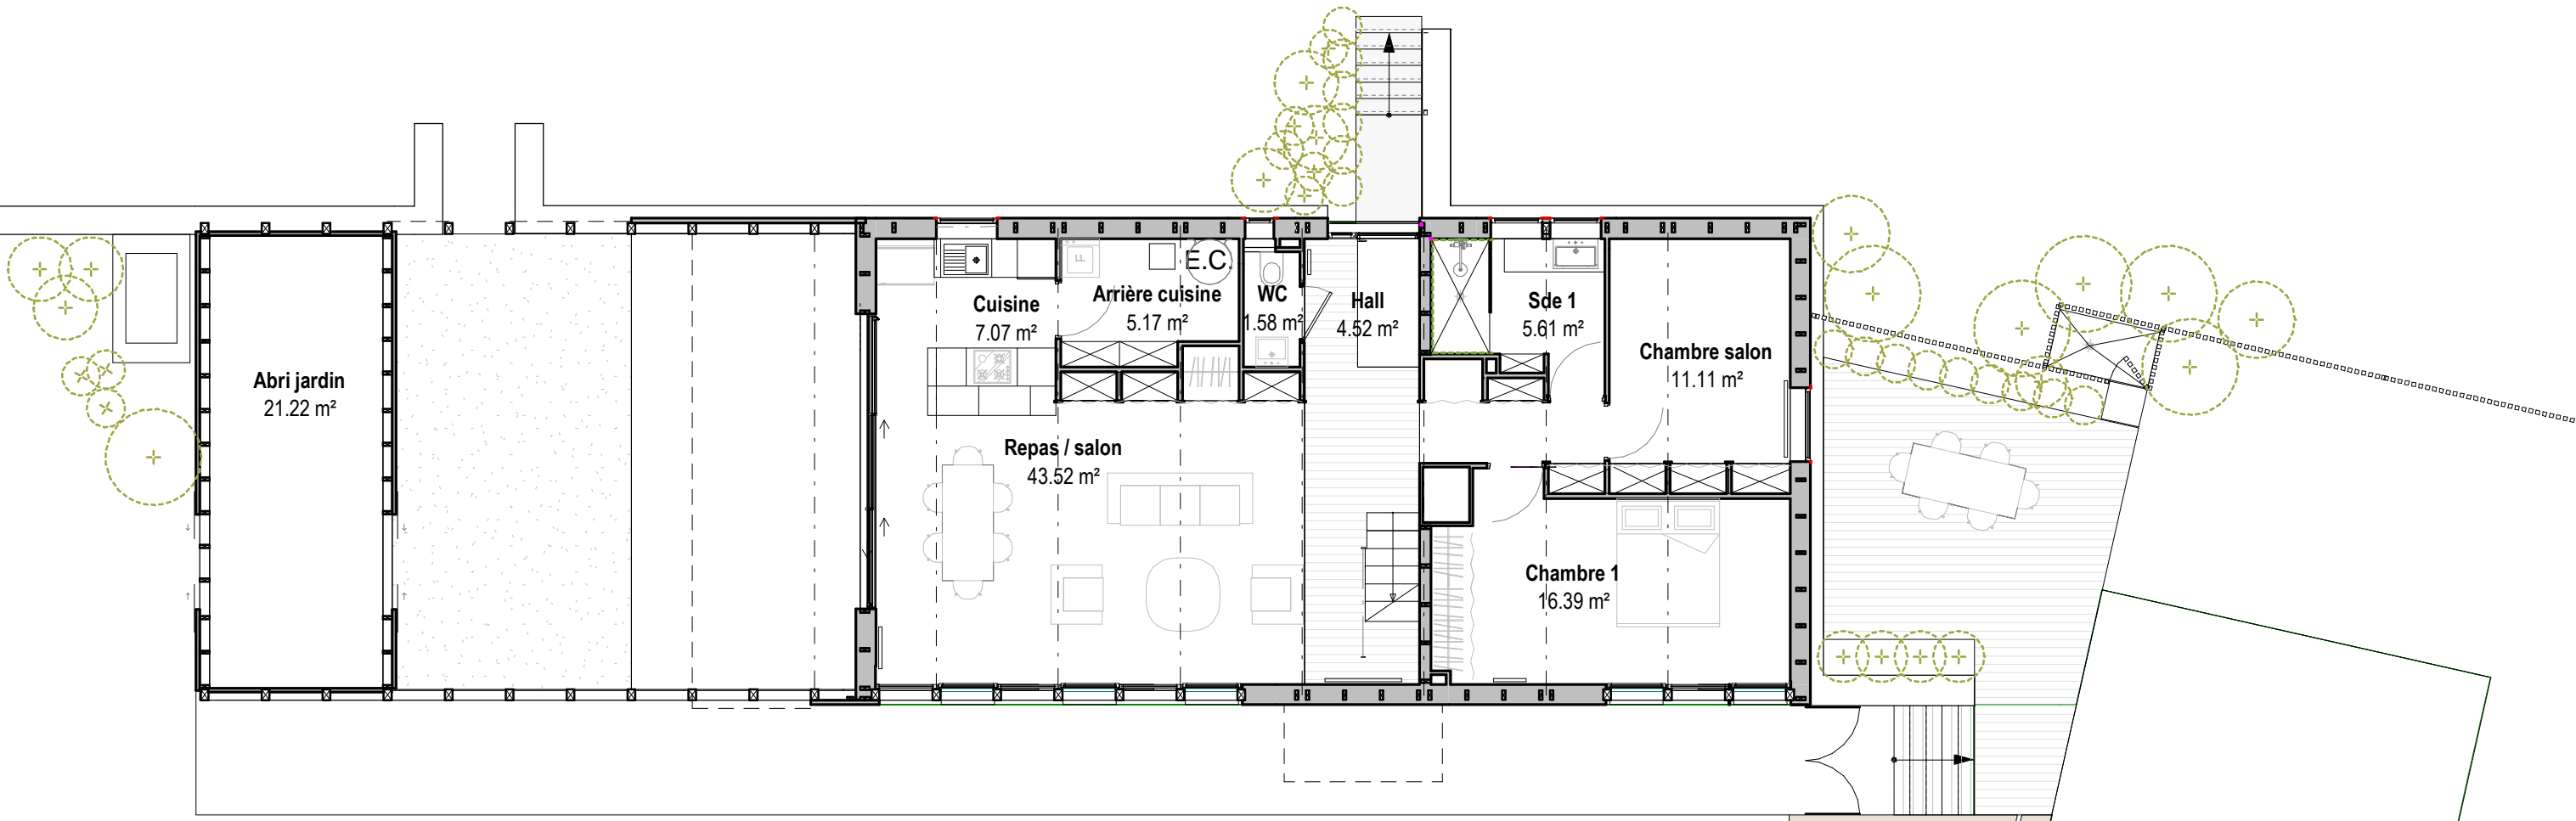 Abri jardin
21.22 m²
Cuisine
7.07 m²
F
Arrière cuisine
5.17 m²
E.C.
WC
1.58 m²
Hall
4.52 m²
Sde 1
5.61 m²
Chambre salon
11.11 m²
Repas / salon
43.52 m²
Chambre 1
16.39 m²